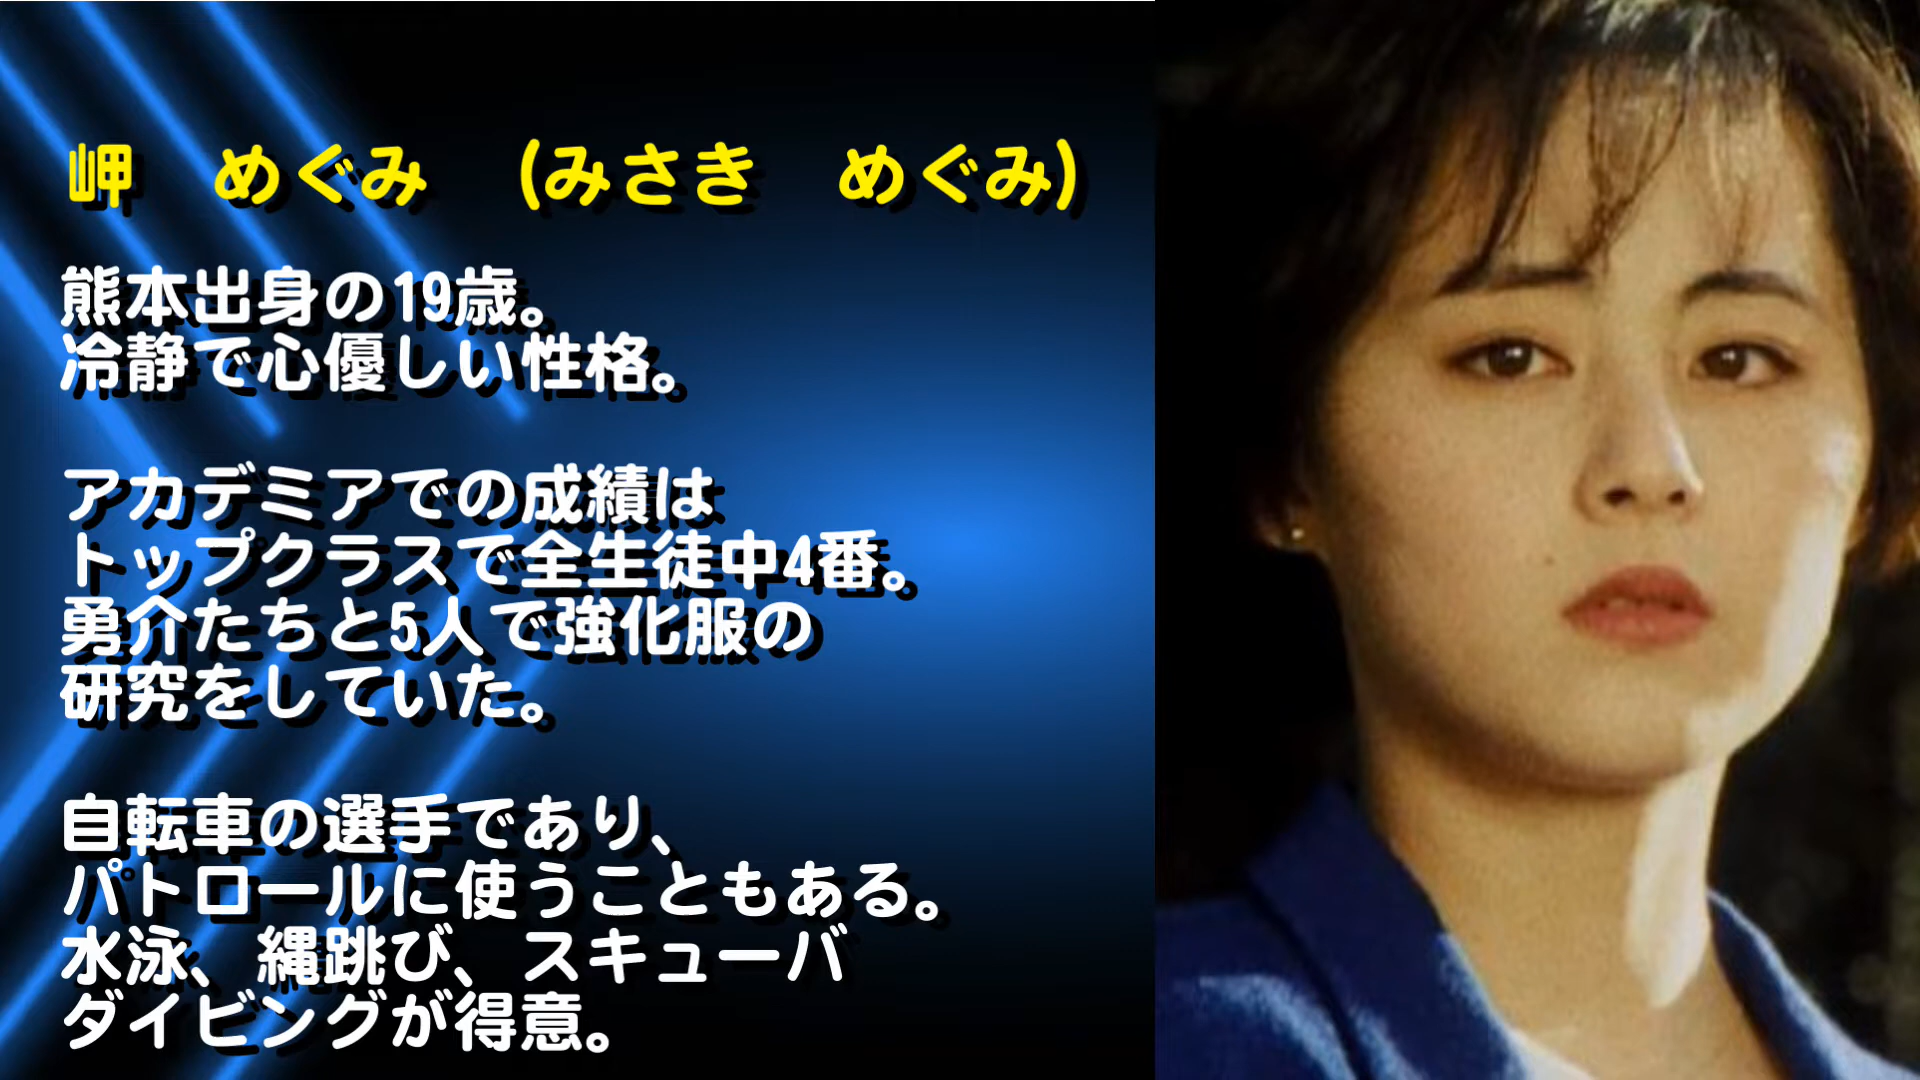 岬　めぐみ　(みさき　めぐみ)
熊本出身の19歳。
冷静で心優しい性格。
アカデミアでの成績は
トップクラスで全生徒中4番。
勇介たちと5人で強化服の
研究をしていた。
自転車の選手であり、
パトロールに使うこともある。
水泳、縄跳び、スキューバ
ダイビングが得意。